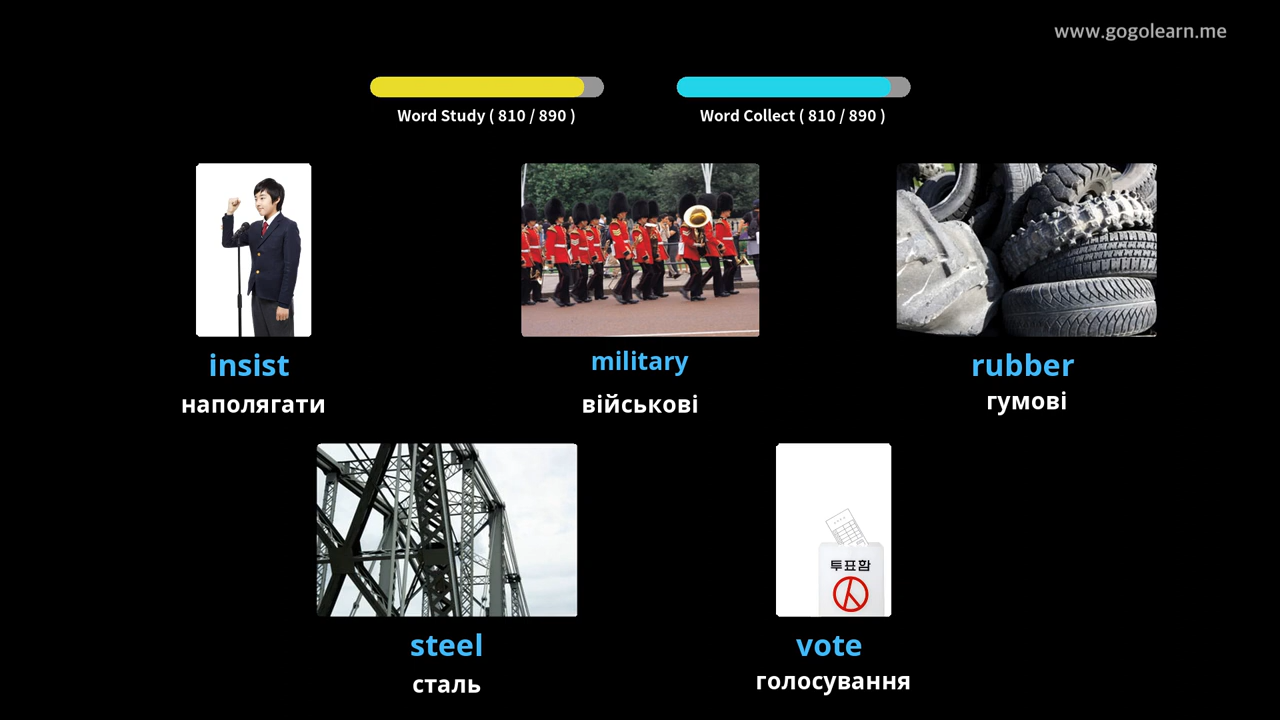 www.gogolearn.me
Word Study ( 810 / 890 )
Word Collect ( 810 / 890 )
insist
наполягати
military
військові
rubber
гумові
투표함
steel
сталь
vote
голосування